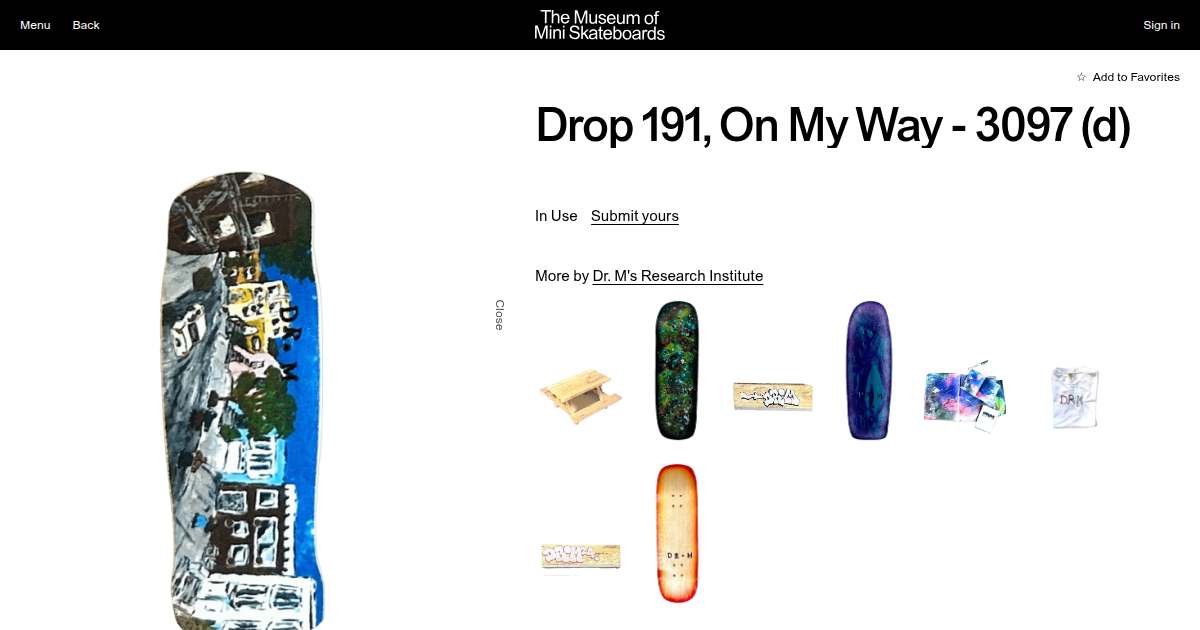 Menu
Back
The Museum of
Mini Skateboards
Sign in
☆ Add to Favorites
Drop 191, On My Way - 3097 (d)
In Use
Submit yours
More by Dr. M's Research Institute
Close
DR. M
DRM
DR•M